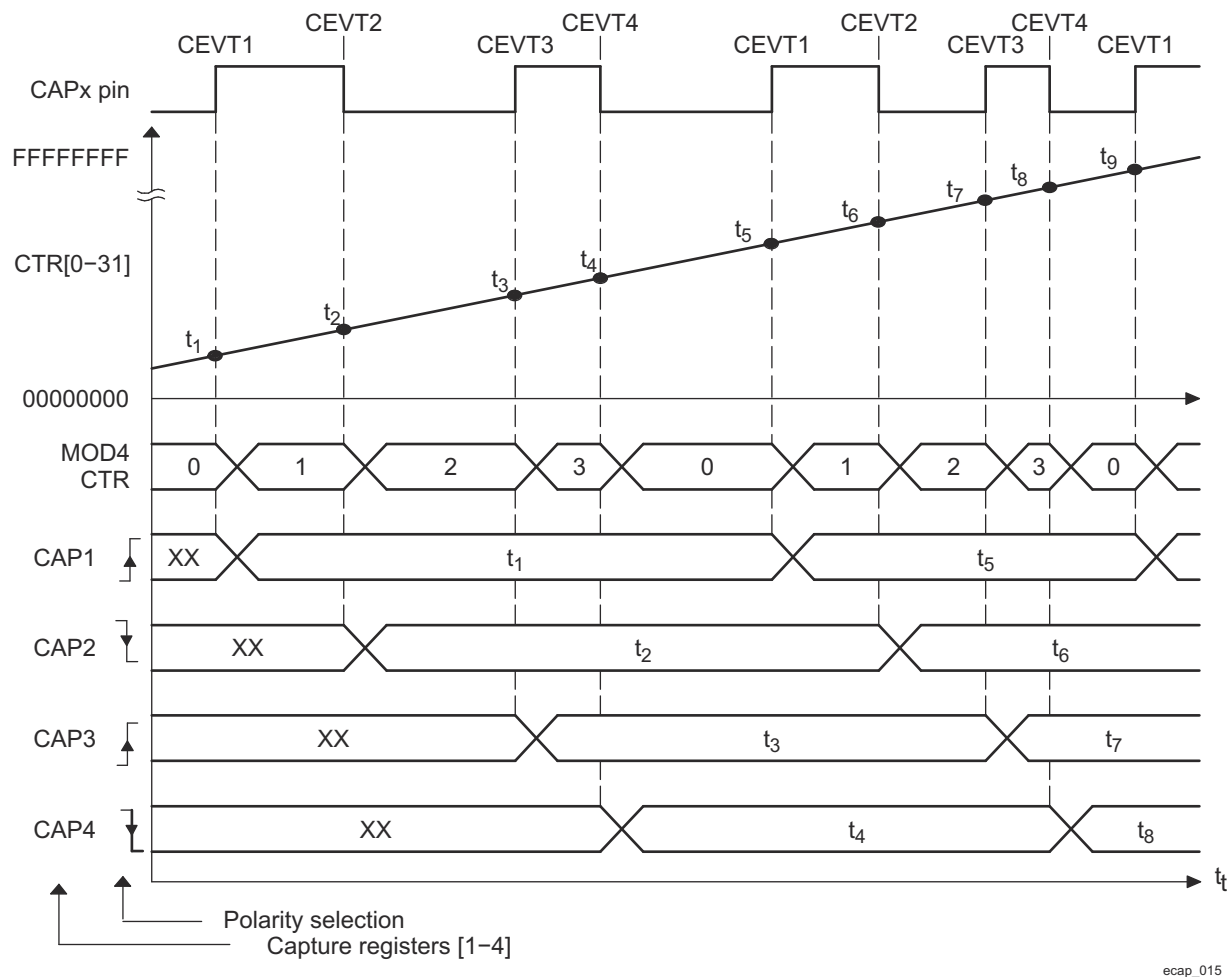 CEVT2 CEVT4 CEVT2 CEVT4
CEVT1 CEVT3 CEVT1 CEVT3 CEVT1
CAPx pin
FFFFFFFF
t9
t8
t7
t6
t5
CTR[0−31]
t4
t3
t2
t1
00000000
MOD4
CTR
0 1 2 3 0 1 2 3 0
CAP1 XX t1 t5
CAP2 XX t2 t6
CAP3 XX t3 t7
CAP4 XX t4 t8
tt
Polarity selection
Capture registers [1−4]
ecap_015